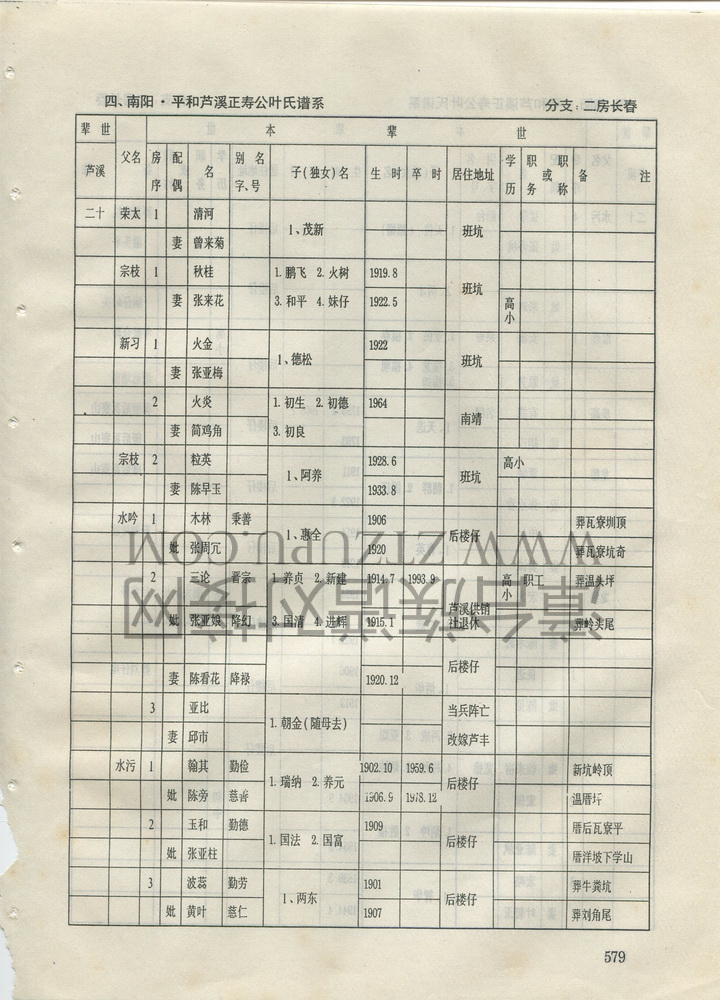 四、南阳·平和芦溪正寿公叶氏谱系 分支:二房长春
辈世 本辈世
芦溪 父名 房序 配偶 名 别名字、号 子(独女)名 生时 卒时 居住地址 学历 职务或职称 备注
二十 荣太 1 清河 1、茂新 班坑
妻 曾来菊
宗枝 1 秋桂 1.鹏飞 2.火树 1919.8 班坑
妻 张来花 3.和平 4.妹仔 1922.5 高小
新习 1 火金 1、德松 1922 班坑
妻 张亚梅
2 火炎 1.初生 2.初德 1964 南靖
妻 简鸡角 3.初良
宗枝 2 粒英 1、阿养 1928.6 班坑 高小
妻 陈早玉 1933.8
水吟 1 木林 秉善 1、惠全 1906 后楼仔 葬瓦寮圳顶
妣 张周冗 1920 葬瓦寮坑奇
2 三论 晋宗 1.养贞 2.新建 1914.7 1993.9 高小 职工 葬温头坪
妣 张亚娘 降幻 3.国清 4.进辉 1915.1 芦溪供销社退休 葬岭头尾
妻 陈看花 降禄 1920.12 后楼仔
3 亚比 1.朝金(随母去) 当兵阵亡
妻 邱市 改嫁芦丰
水污 1 翰其 勤俭 1.瑞纳 2.养元 1902.10 1959.6 后楼仔 新坑岭顶
妣 陈旁 慈善 1906.9 1978.12 温厝圩
2 玉和 勤德 1.国法 2.国富 1909 后楼仔 厝后瓦寮平
妣 张亚柱 厝洋坡下学山
3 波蕊 勤劳 1、两东 1901 后楼仔 葬牛粪坑
妣 黄叶 慈仁 1907 葬刘角尾
579
漳台族谱对接网
WWW.ZTZUPU.COM